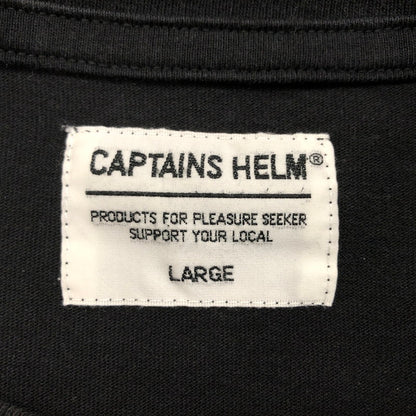 CAPTAINS HELM®
PRODUCTS FOR PLEASURE SEEKER
SUPPORT YOUR LOCAL
LARGE